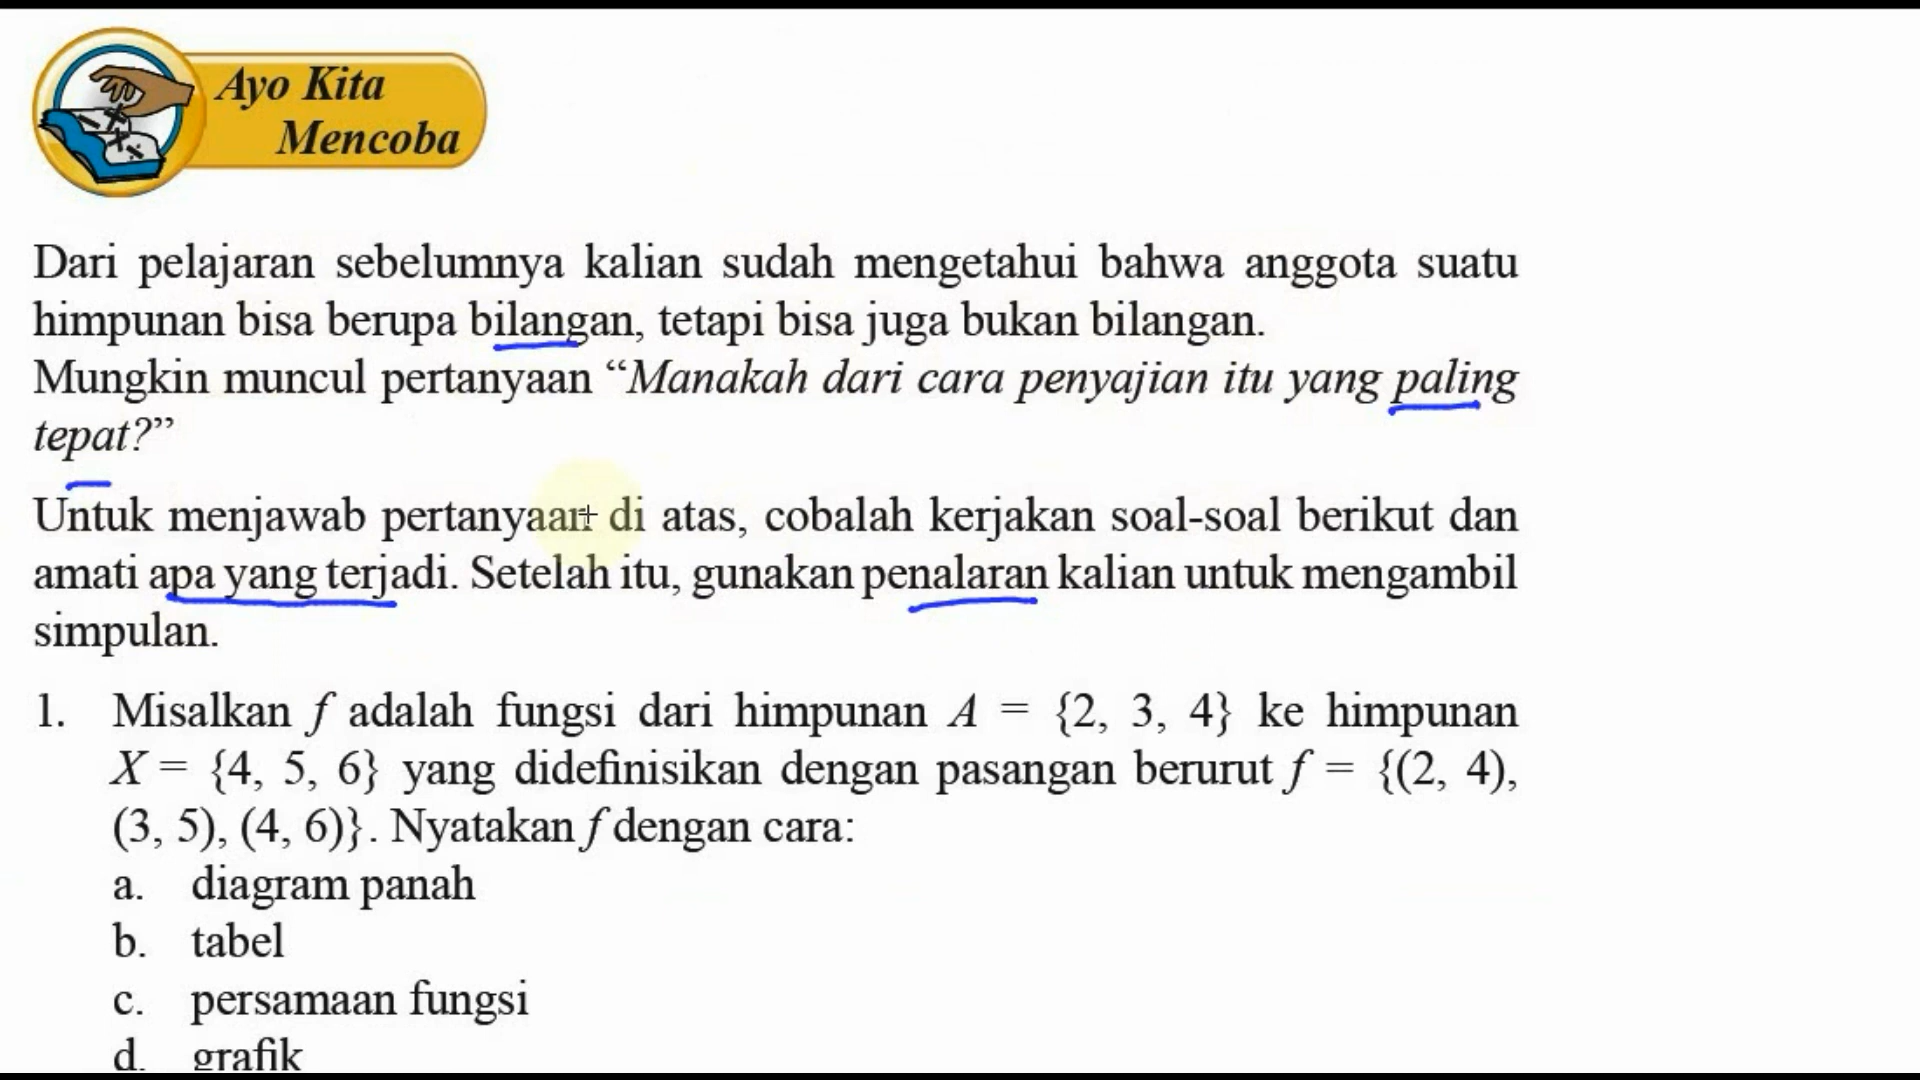 Ayo Kita
Mencoba
Dari pelajaran sebelumnya kalian sudah mengetahui bahwa anggota suatu
himpunan bisa berupa bilangan, tetapi bisa juga bukan bilangan.
Mungkin muncul pertanyaan “Manakah dari cara penyajian itu yang paling
tepat?”
Untuk menjawab pertanyaan di atas, cobalah kerjakan soal-soal berikut dan
amati apa yang terjadi. Setelah itu, gunakan penalaran kalian untuk mengambil
simpulan.
1. Misalkan f adalah fungsi dari himpunan A = {2, 3, 4} ke himpunan
X = {4, 5, 6} yang didefinisikan dengan pasangan berurut f = {(2, 4),
(3, 5), (4, 6)}. Nyatakan f dengan cara:
a. diagram panah
b. tabel
c. persamaan fungsi
d. grafik